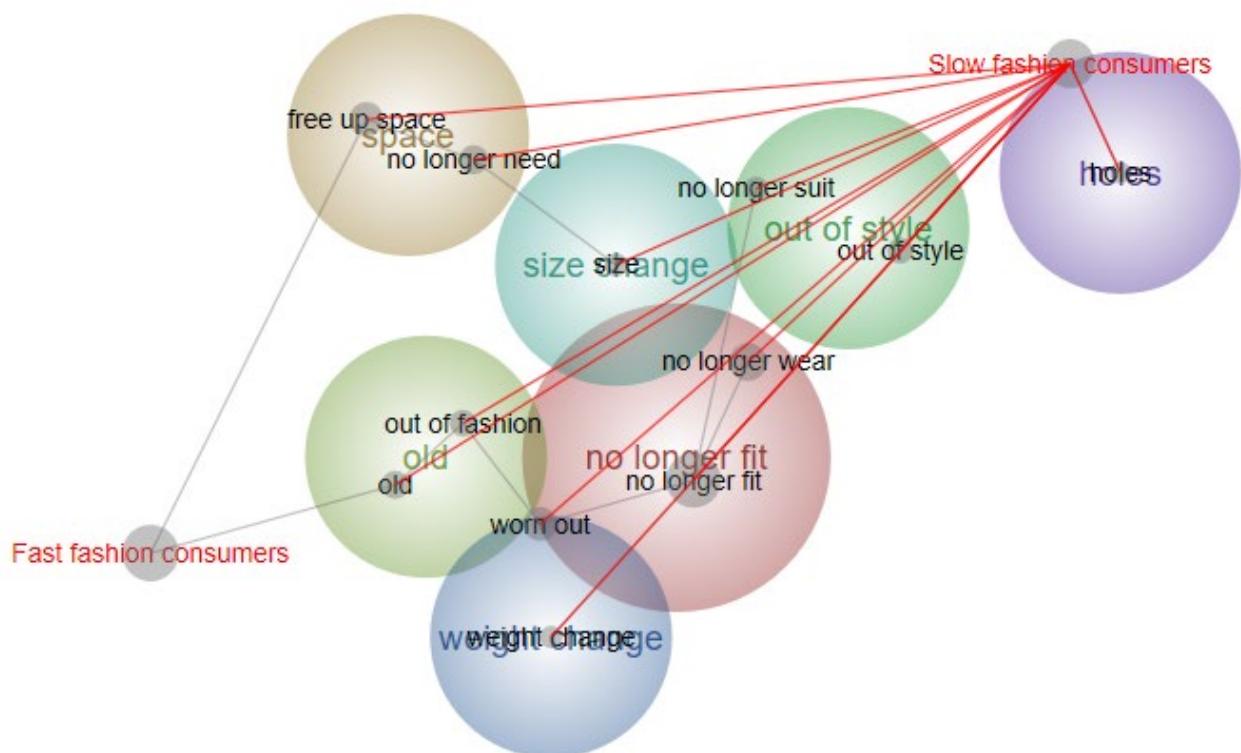 Slow fashion consumers
free up space
space
no longer need
holes
holes
no longer suit
out of style
out of style
size change
size
no longer wear
out of fashion
old
no longer fit
old
no longer fit
worn out
Fast fashion consumers
weight change
weight change